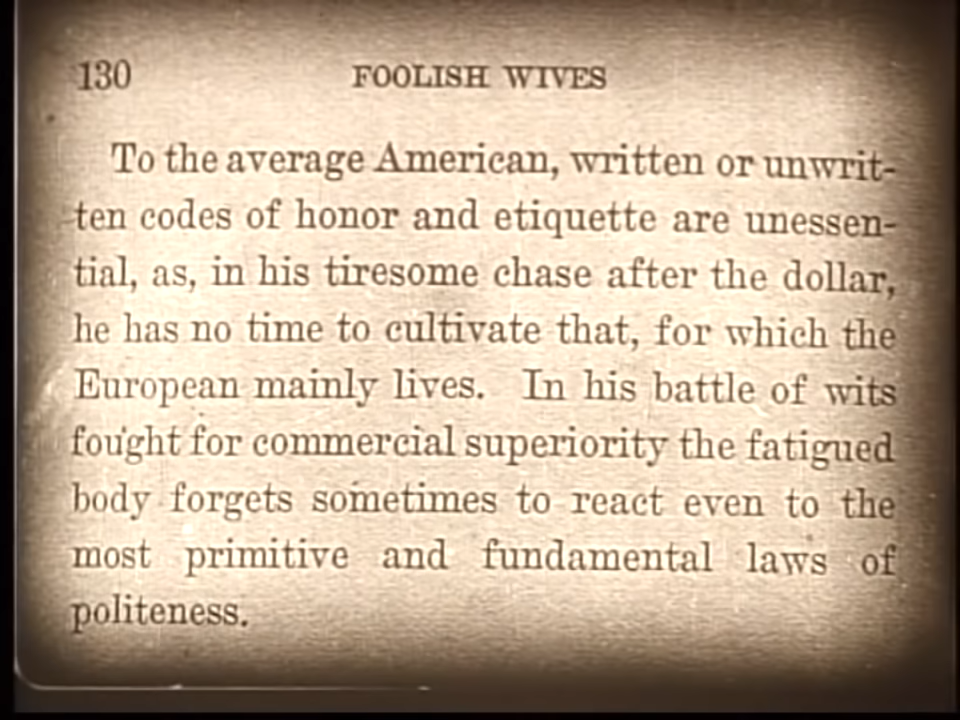 130 FOOLISH WIVES
To the average American, written or unwrit-
ten codes of honor and etiquette are unessen-
tial, as, in his tiresome chase after the dollar,
he has no time to cultivate that, for which the
European mainly lives. In his battle of wits
fought for commercial superiority the fatigued
body forgets sometimes to react even to the
most primitive and fundamental laws of
politeness.